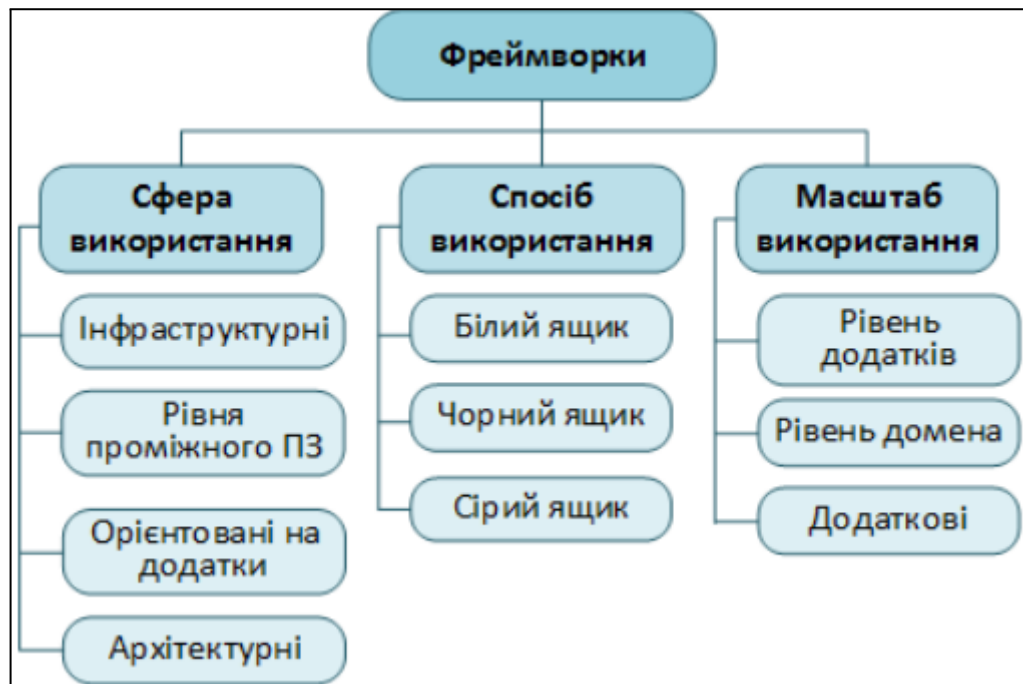 Фреймворки
Сфера
використання
Інфраструктурні
Рівня
проміжного ПЗ
Орієнтовані на
додатки
Архітектурні
Спосіб
використання
Білий ящик
Чорний ящик
Сірий ящик
Масштаб
використання
Рівень
додатків
Рівень домена
Додаткові